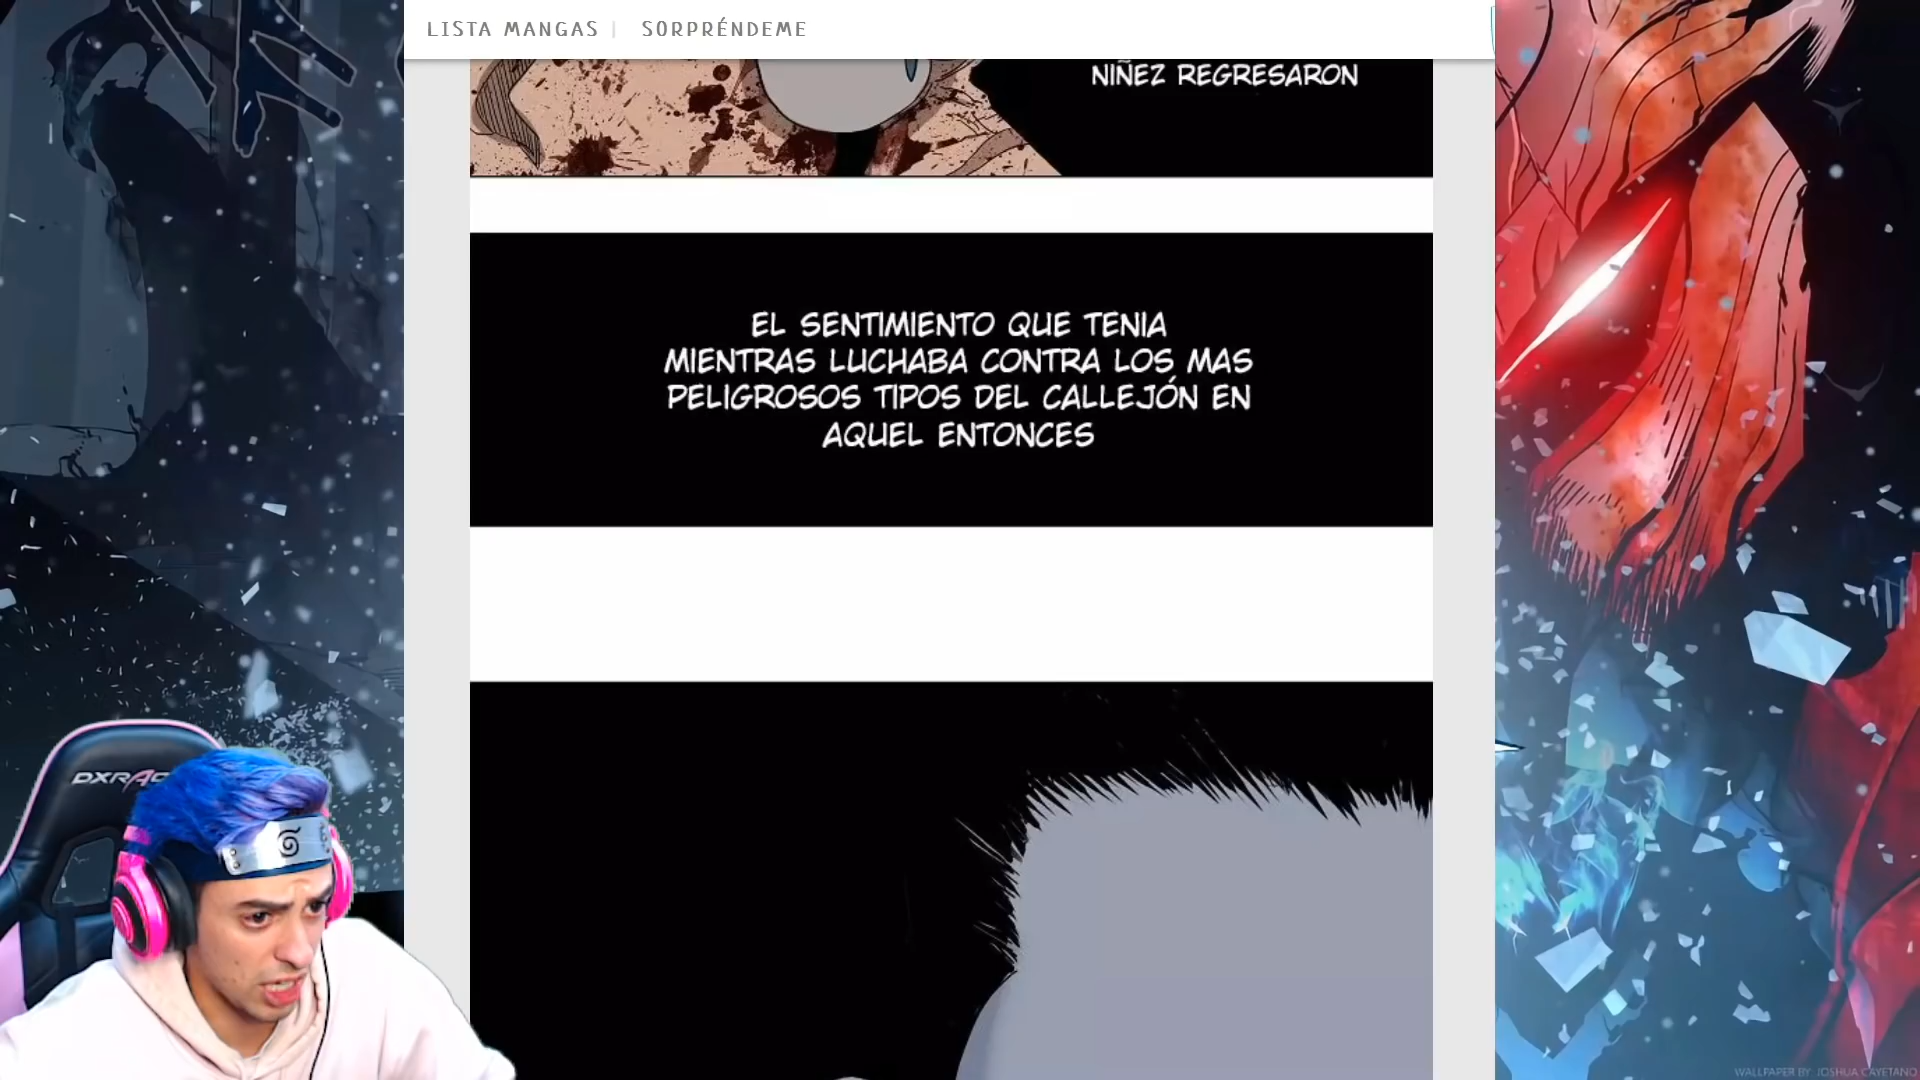 LISTA MANGAS | SORPRÉNDEME
NIÑEZ REGRESARON
EL SENTIMIENTO QUE TENIA
MIENTRAS LUCHABA CONTRA LOS MAS
PELIGROSOS TIPOS DEL CALLEJÓN EN
AQUEL ENTONCES
DXRAC
WALLPAPER BY: JOSHUA CAYETANO